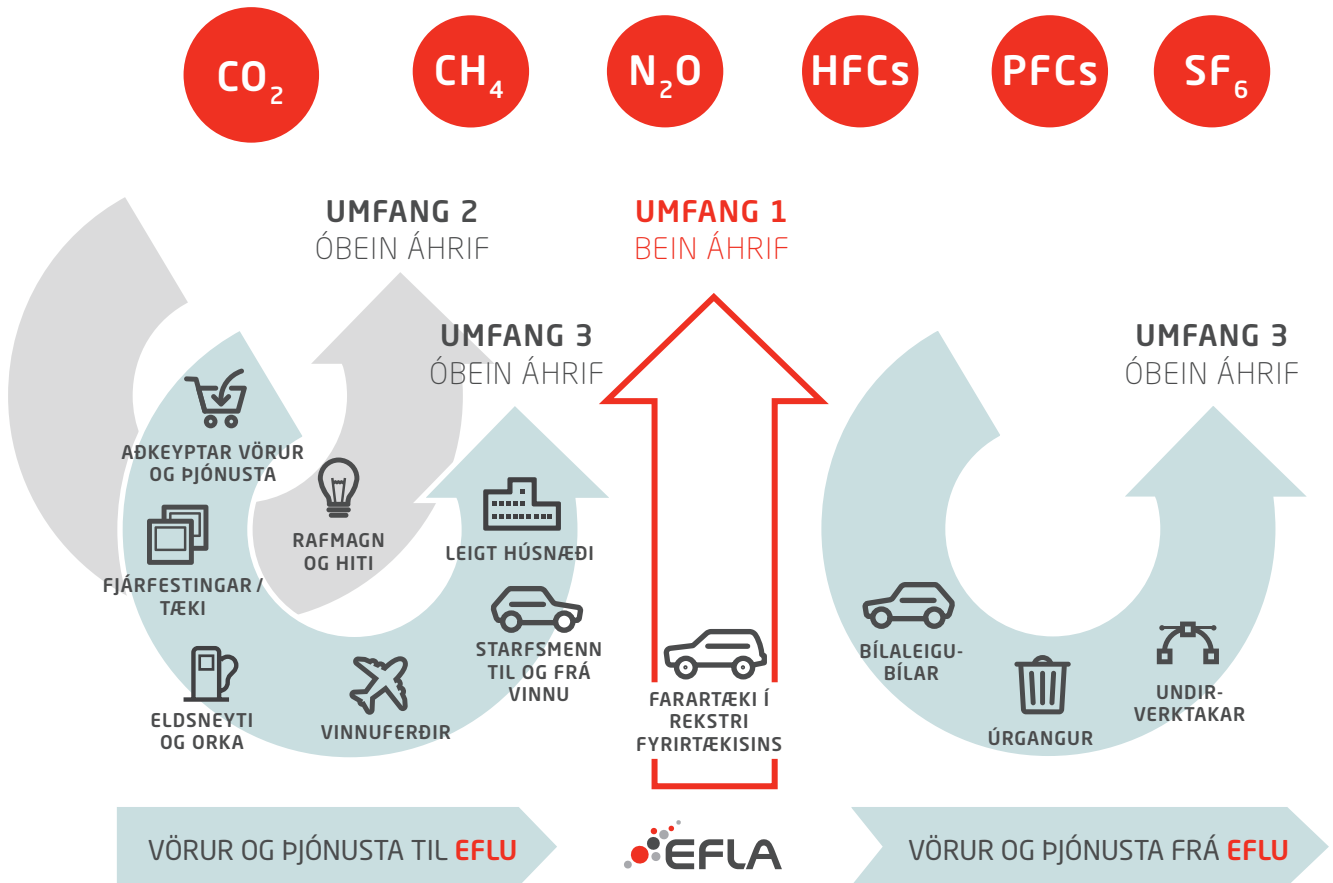 CO₂
CH₄
N₂O
HFCs
PFCs
SF₆
UMFANG 2
ÓBEIN ÁHRIF
UMFANG 1
BEIN ÁHRIF
UMFANG 3
ÓBEIN ÁHRIF
UMFANG 3
ÓBEIN ÁHRIF
AÐKEYPTAR VÖRUR
OG ÞJÓNUSTA
RAFMAGN
OG HITI
LEIGT HÚSNÆÐI
FJÁRFESTINGAR /
TÆKI
STARFSMENN
TIL OG FRÁ
VINNU
ELDSNEYTI
OG ORKA
VINNUFERÐIR
FARARTÆKI Í
REKSTRI
FYRIRTÆKISINS
BÍLALEIGU-
BÍLAR
ÚRGANGUR
UNDIR-
VERKTAKAR
VÖRUR OG ÞJÓNUSTA TIL EFLU
EFLA
VÖRUR OG ÞJÓNUSTA FRÁ EFLU